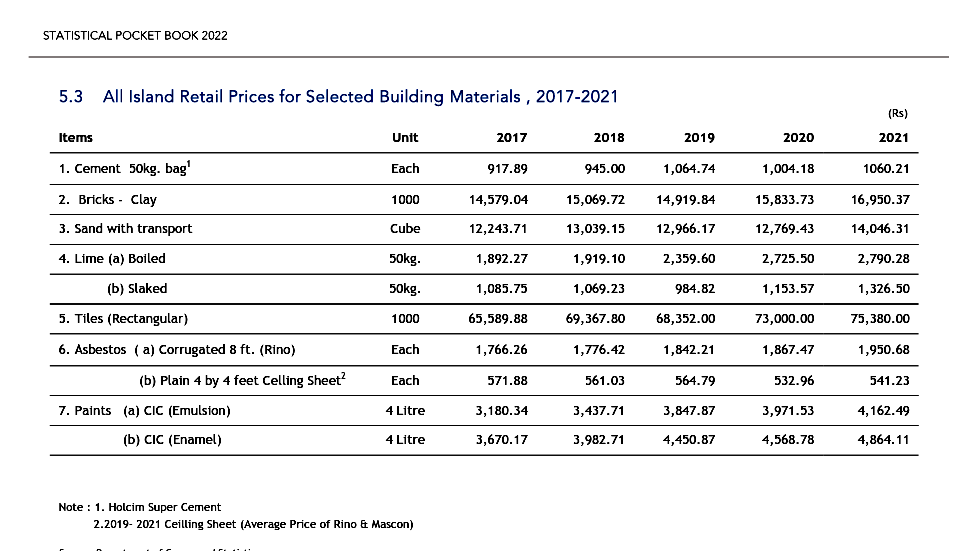 STATISTICAL POCKET BOOK 2022
5.3 All Island Retail Prices for Selected Building Materials , 2017-2021
(Rs)
Items Unit 2017 2018 2019 2020 2021
1. Cement 50kg. bag1 Each 917.89 945.00 1,064.74 1,004.18 1060.21
2. Bricks - Clay 1000 14,579.04 15,069.72 14,919.84 15,833.73 16,950.37
3. Sand with transport Cube 12,243.71 13,039.15 12,966.17 12,769.43 14,046.31
4. Lime (a) Boiled 50kg. 1,892.27 1,919.10 2,359.60 2,725.50 2,790.28
(b) Slaked 50kg. 1,085.75 1,069.23 984.82 1,153.57 1,326.50
5. Tiles (Rectangular) 1000 65,589.88 69,367.80 68,352.00 73,000.00 75,380.00
6. Asbestos ( a) Corrugated 8 ft. (Rino) Each 1,766.26 1,776.42 1,842.21 1,867.47 1,950.68
(b) Plain 4 by 4 feet Celling Sheet2 Each 571.88 561.03 564.79 532.96 541.23
7. Paints (a) CIC (Emulsion) 4 Litre 3,180.34 3,437.71 3,847.87 3,971.53 4,162.49
(b) CIC (Enamel) 4 Litre 3,670.17 3,982.71 4,450.87 4,568.78 4,864.11
Note : 1. Holcim Super Cement
2.2019- 2021 Ceilling Sheet (Average Price of Rino & Mascon)